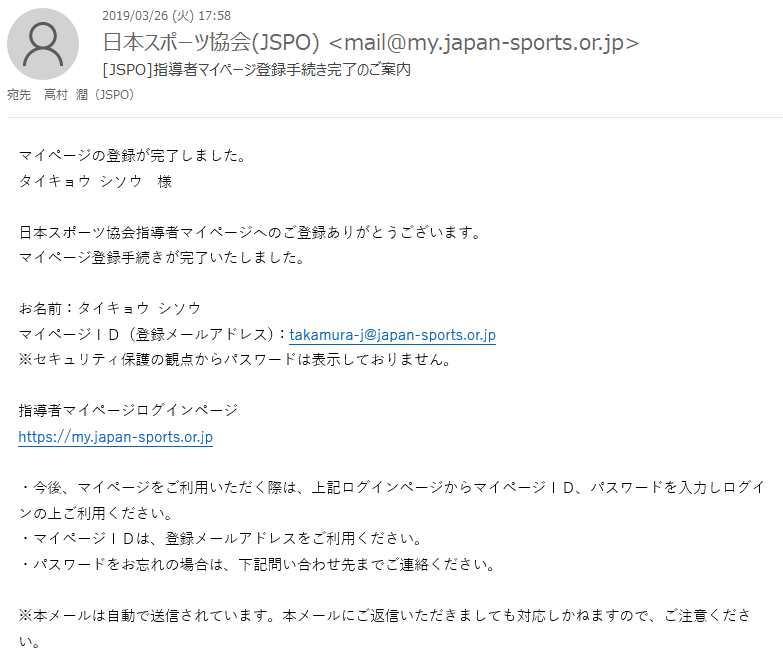 2019/03/26 (火) 17:58
日本スポーツ協会(JSPO) <mail@my.japan-sports.or.jp>
[JSPO]指導者マイページ登録手続き完了のご案内
宛先　高村 潤（JSPO）
マイページの登録が完了しました。
タイキョウ シソウ　様
日本スポーツ協会指導者マイページへのご登録ありがとうございます。
マイページ登録手続きが完了いたしました。
お名前：タイキョウ シソウ
マイページＩＤ（登録メールアドレス）：takamura-j@japan-sports.or.jp
※セキュリティ保護の観点からパスワードは表示しておりません。
指導者マイページログインページ
https://my.japan-sports.or.jp
・今後、マイページをご利用いただく際は、上記ログインページからマイページＩＤ、パスワードを入力しログイ
ンの上ご利用ください。
・マイページＩＤは、登録メールアドレスをご利用ください。
・パスワードをお忘れの場合は、下記問い合わせ先までご連絡ください。
※本メールは自動で送信されています。本メールにご返信いただきましても対応しかねますので、ご注意くださ
い。